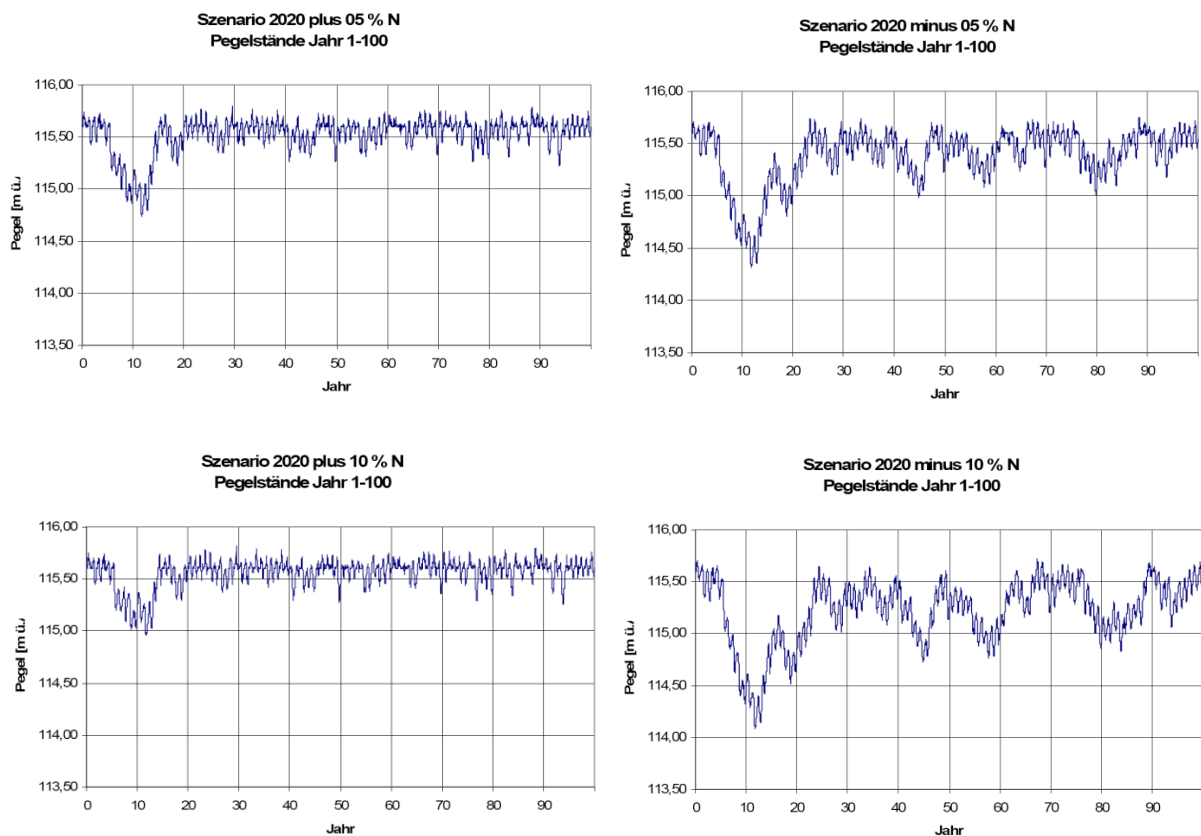 Szenario 2020 plus 05 % N
Pegelstände Jahr 1-100
116,00
115,50
115,00
114,50
114,00
113,50
Pegel [m ü.
0 10 20 30 40 50 60 70 80 90
Jahr
Szenario 2020 minus 05 % N
Pegelstände Jahr 1-100
116,00
115,50
115,00
114,50
114,00
113,50
Pegel [m ü.
0 10 20 30 40 50 60 70 80 90
Jahr
Szenario 2020 plus 10 % N
Pegelstände Jahr 1-100
116,00
115,50
115,00
114,50
114,00
113,50
Pegel [m ü.
0 10 20 30 40 50 60 70 80 90
Jahr
Szenario 2020 minus 10 % N
Pegelstände Jahr 1-100
116,00
115,50
115,00
114,50
114,00
113,50
Pegel [m ü.
0 10 20 30 40 50 60 70 80 90
Jahr